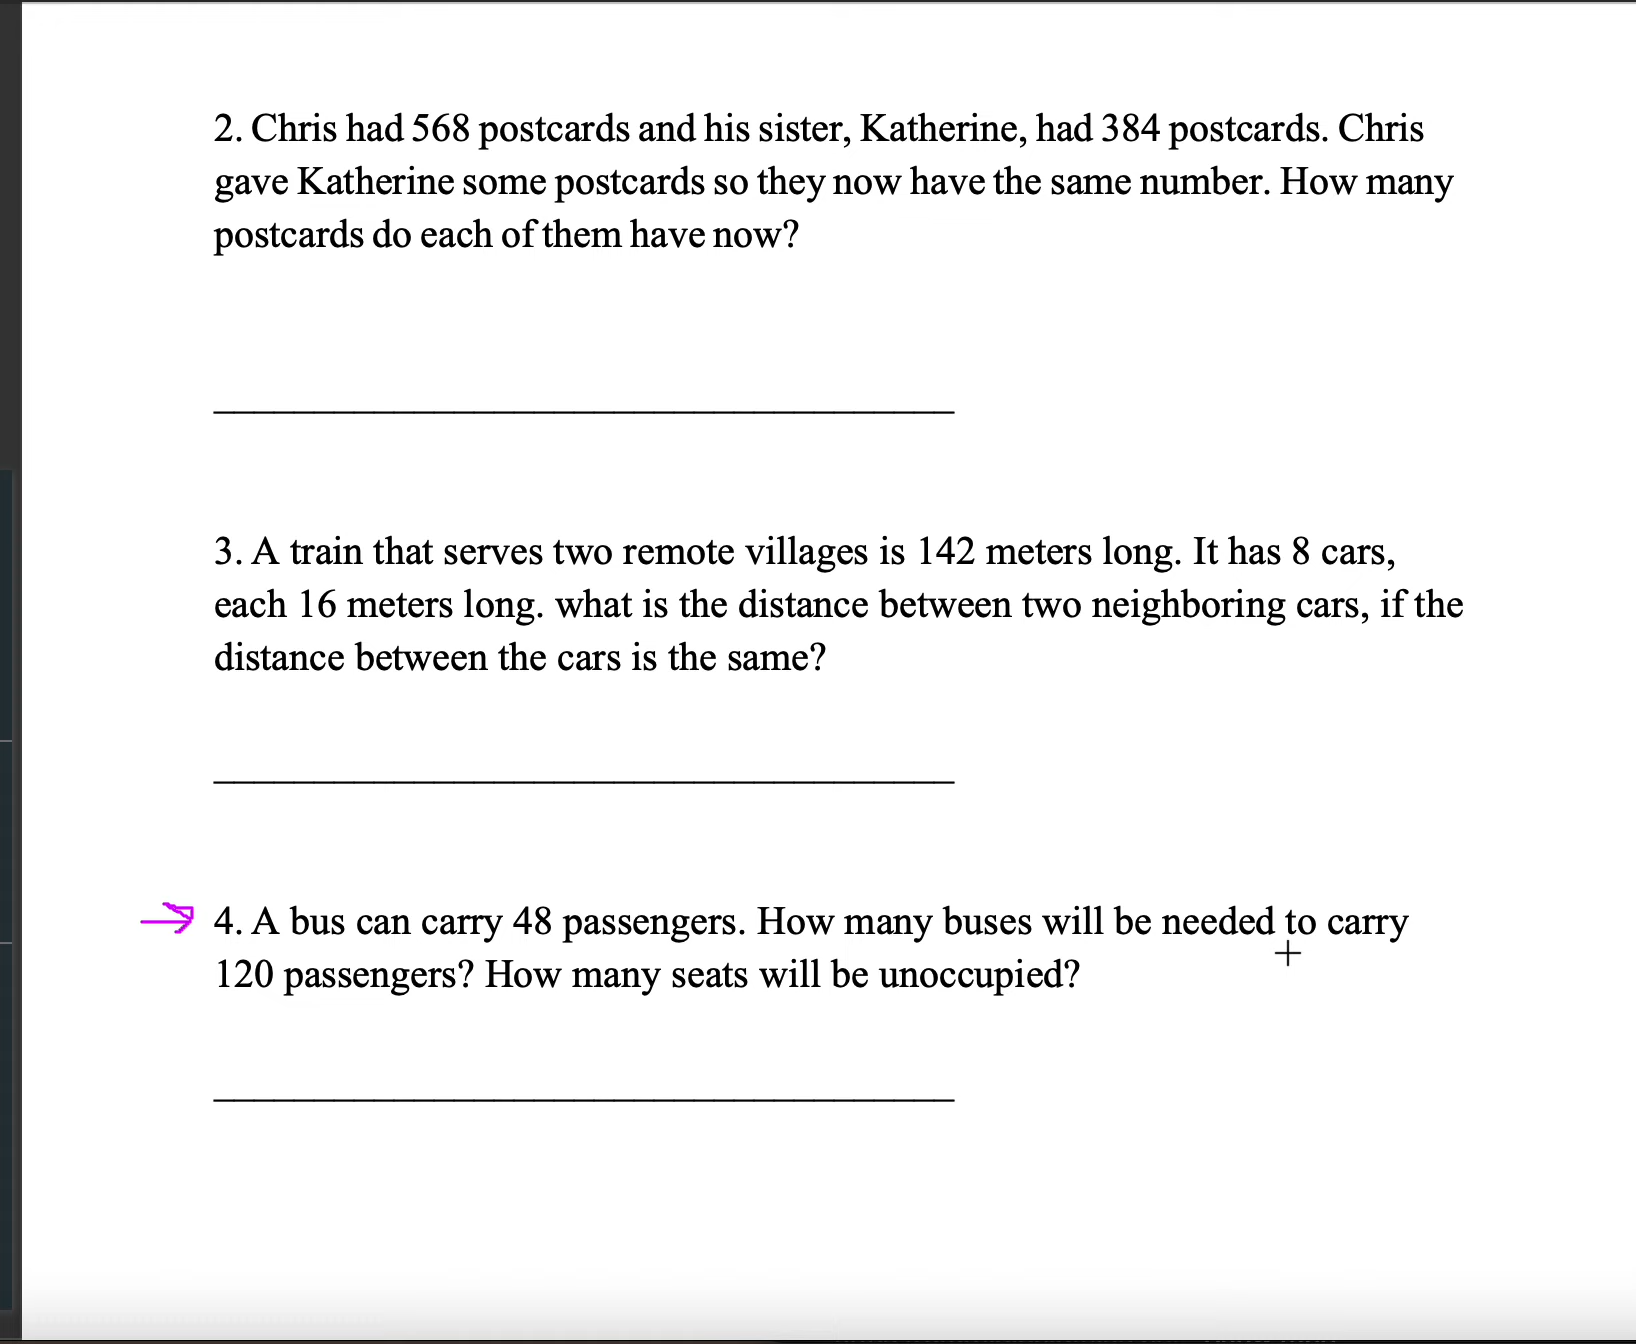 2. Chris had 568 postcards and his sister, Katherine, had 384 postcards. Chris
gave Katherine some postcards so they now have the same number. How many
postcards do each of them have now?
3. A train that serves two remote villages is 142 meters long. It has 8 cars,
each 16 meters long. what is the distance between two neighboring cars, if the
distance between the cars is the same?
4. A bus can carry 48 passengers. How many buses will be needed to carry
120 passengers? How many seats will be unoccupied?